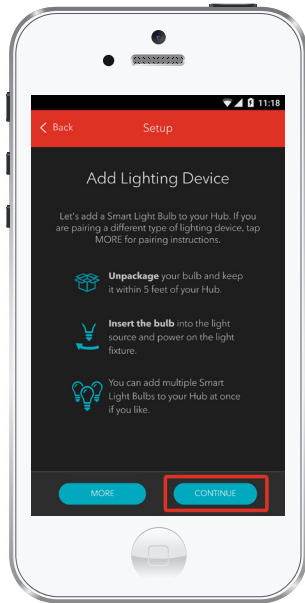 11:18
Back Setup
Add Lighting Device
Let's add a Smart Light Bulb to your Hub. If you
are pairing a different type of lighting device, tap
MORE for pairing instructions.
Unpackage your bulb and keep
it within 5 feet of your Hub.
Insert the bulb into the light
source and power on the light
fixture.
You can add multiple Smart
Light Bulbs to your Hub at once
if you like.
MORE CONTINUE